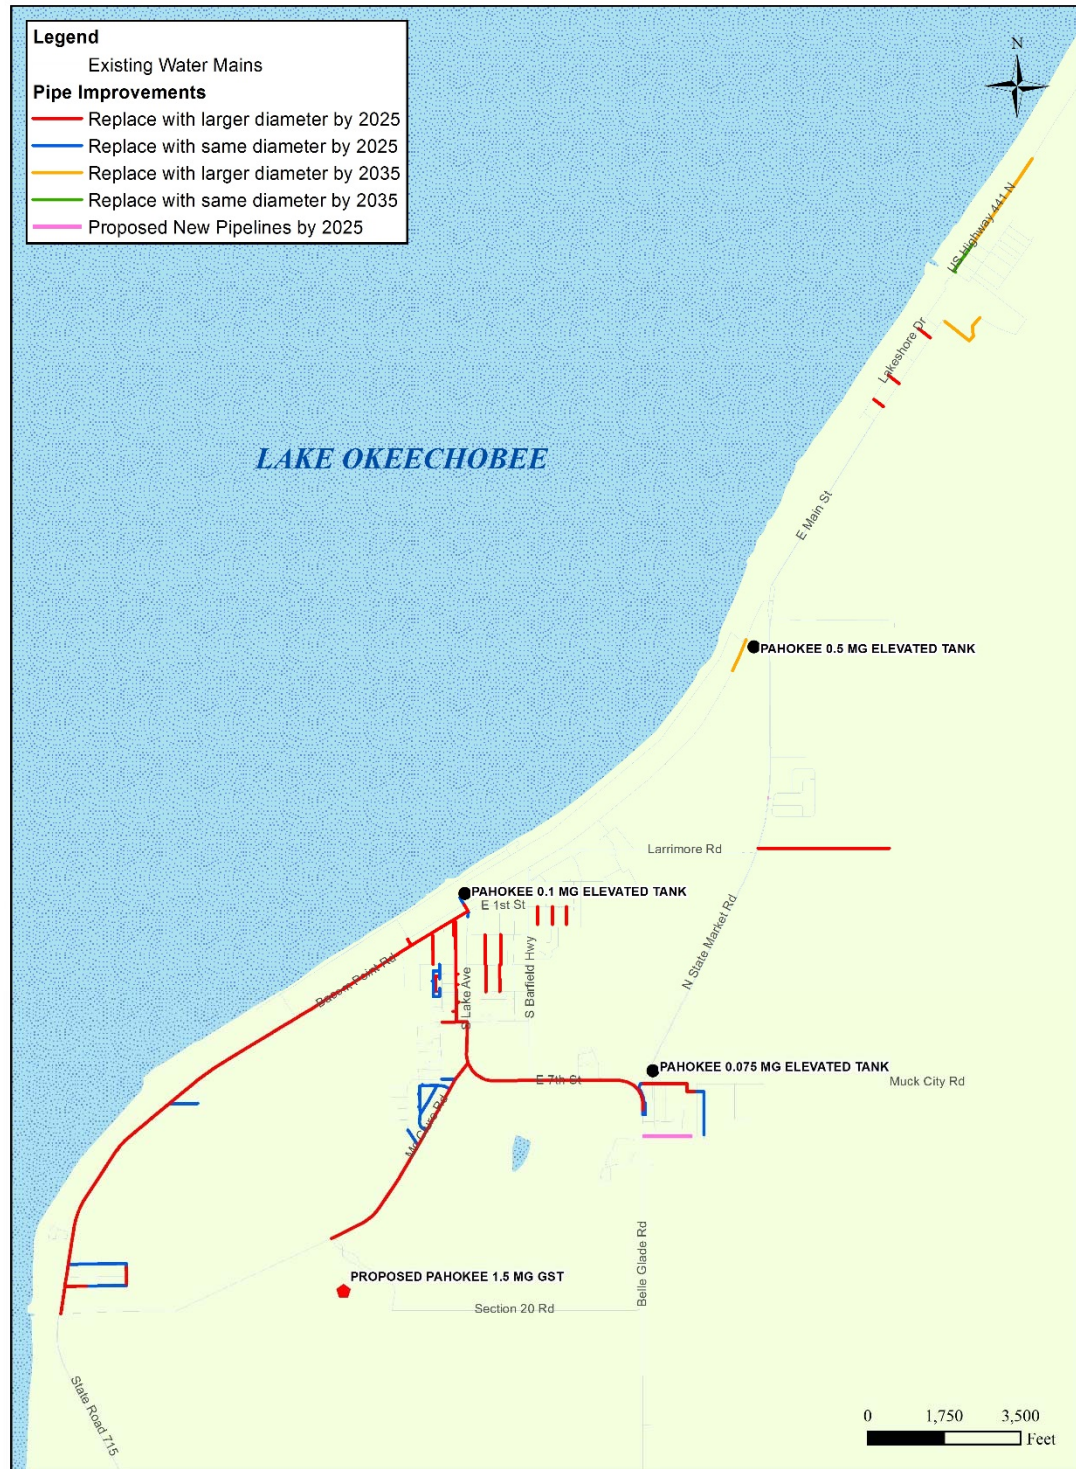 Legend
Existing Water Mains
Pipe Improvements
Replace with larger diameter by 2025
Replace with same diameter by 2025
Replace with larger diameter by 2035
Replace with same diameter by 2035
Proposed New Pipelines by 2025
N
US Highway 441 N
Lakeshore Dr
LAKE OKEECHOBEE
E Main St
PAHOKEE 0.5 MG ELEVATED TANK
Larrimore Rd
PAHOKEE 0.1 MG ELEVATED TANK
E 1st St
N State Market Rd
S Barfield Hwy
S Lake Ave
Bacom Point Rd
PAHOKEE 0.075 MG ELEVATED TANK
E 7th St
Muck City Rd
McClure Rd
Belle Glade Rd
PROPOSED PAHOKEE 1.5 MG GST
Section 20 Rd
State Road 715
0 1,750 3,500
Feet